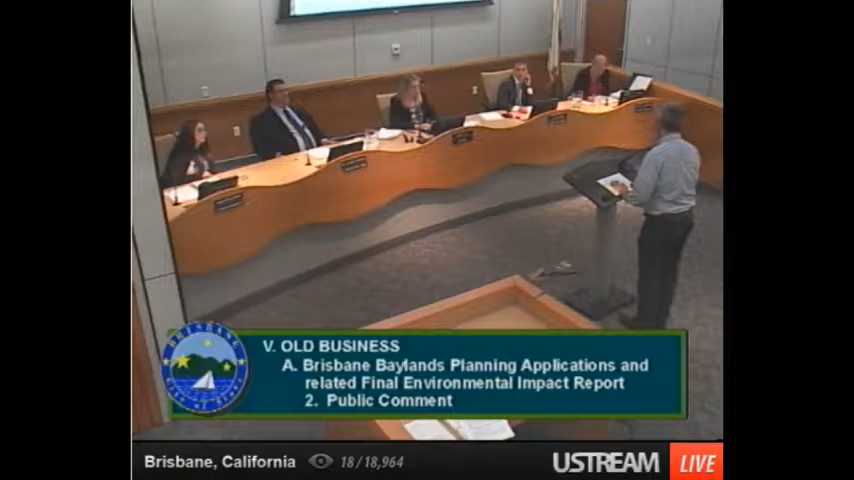 V. OLD BUSINESS
A. Brisbane Baylands Planning Applications and
related Final Environmental Impact Report
2. Public Comment
BRISBANE
Brisbane, California
18/18,964
USTREAM
LIVE